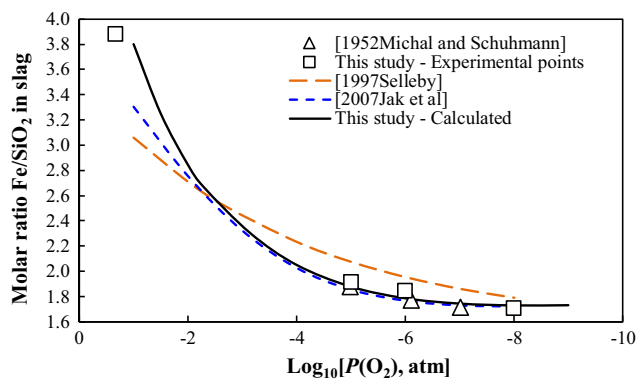 4.0
3.8
3.6
3.4
3.2
3.0
2.8
2.6
2.4
2.2
2.0
1.8
1.6
Molar ratio Fe/SiO2 in slag
[1952Michal and Schuhmann]
This study - Experimental points
[1997Selleby]
[2007Jak et al]
This study - Calculated
0 -2 -4 -6 -8 -10
Log10[P(O2), atm]